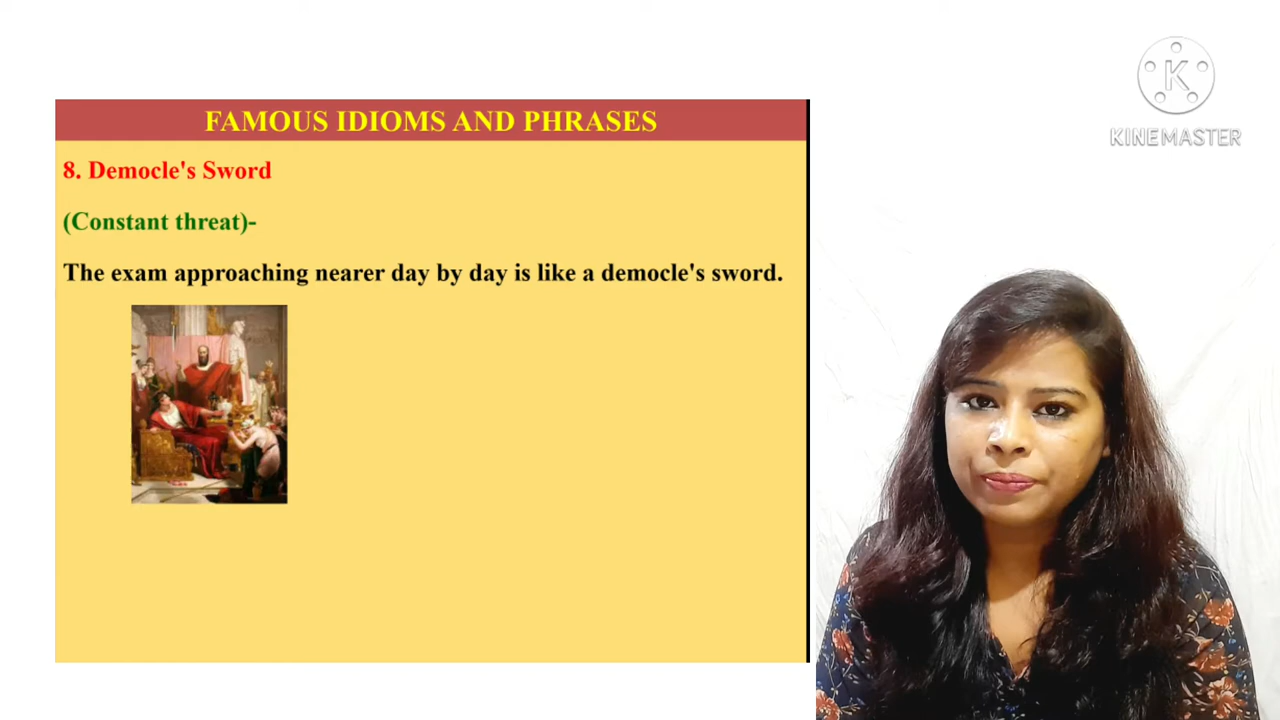 FAMOUS IDIOMS AND PHRASES
8. Democle's Sword
(Constant threat)-
The exam approaching nearer day by day is like a democle's sword.
K
KINEMASTER